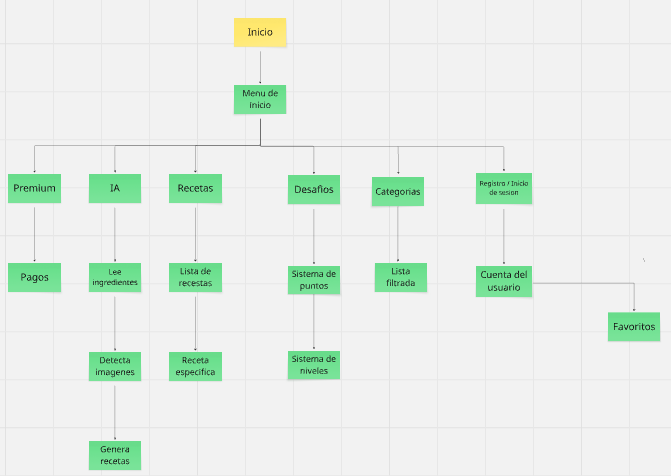 Inicio
Menu de
inicio
Premium
IA
Recetas
Desafios
Categorias
Registro / Inicio
de sesion
Pagos
Lee
ingredientes
Lista de
recestas
Sistema de
puntos
Lista
filtrada
Cuenta del
usuario
Favoritos
Detecta
imagenes
Receta
especifica
Sistema de
niveles
Genera
recetas